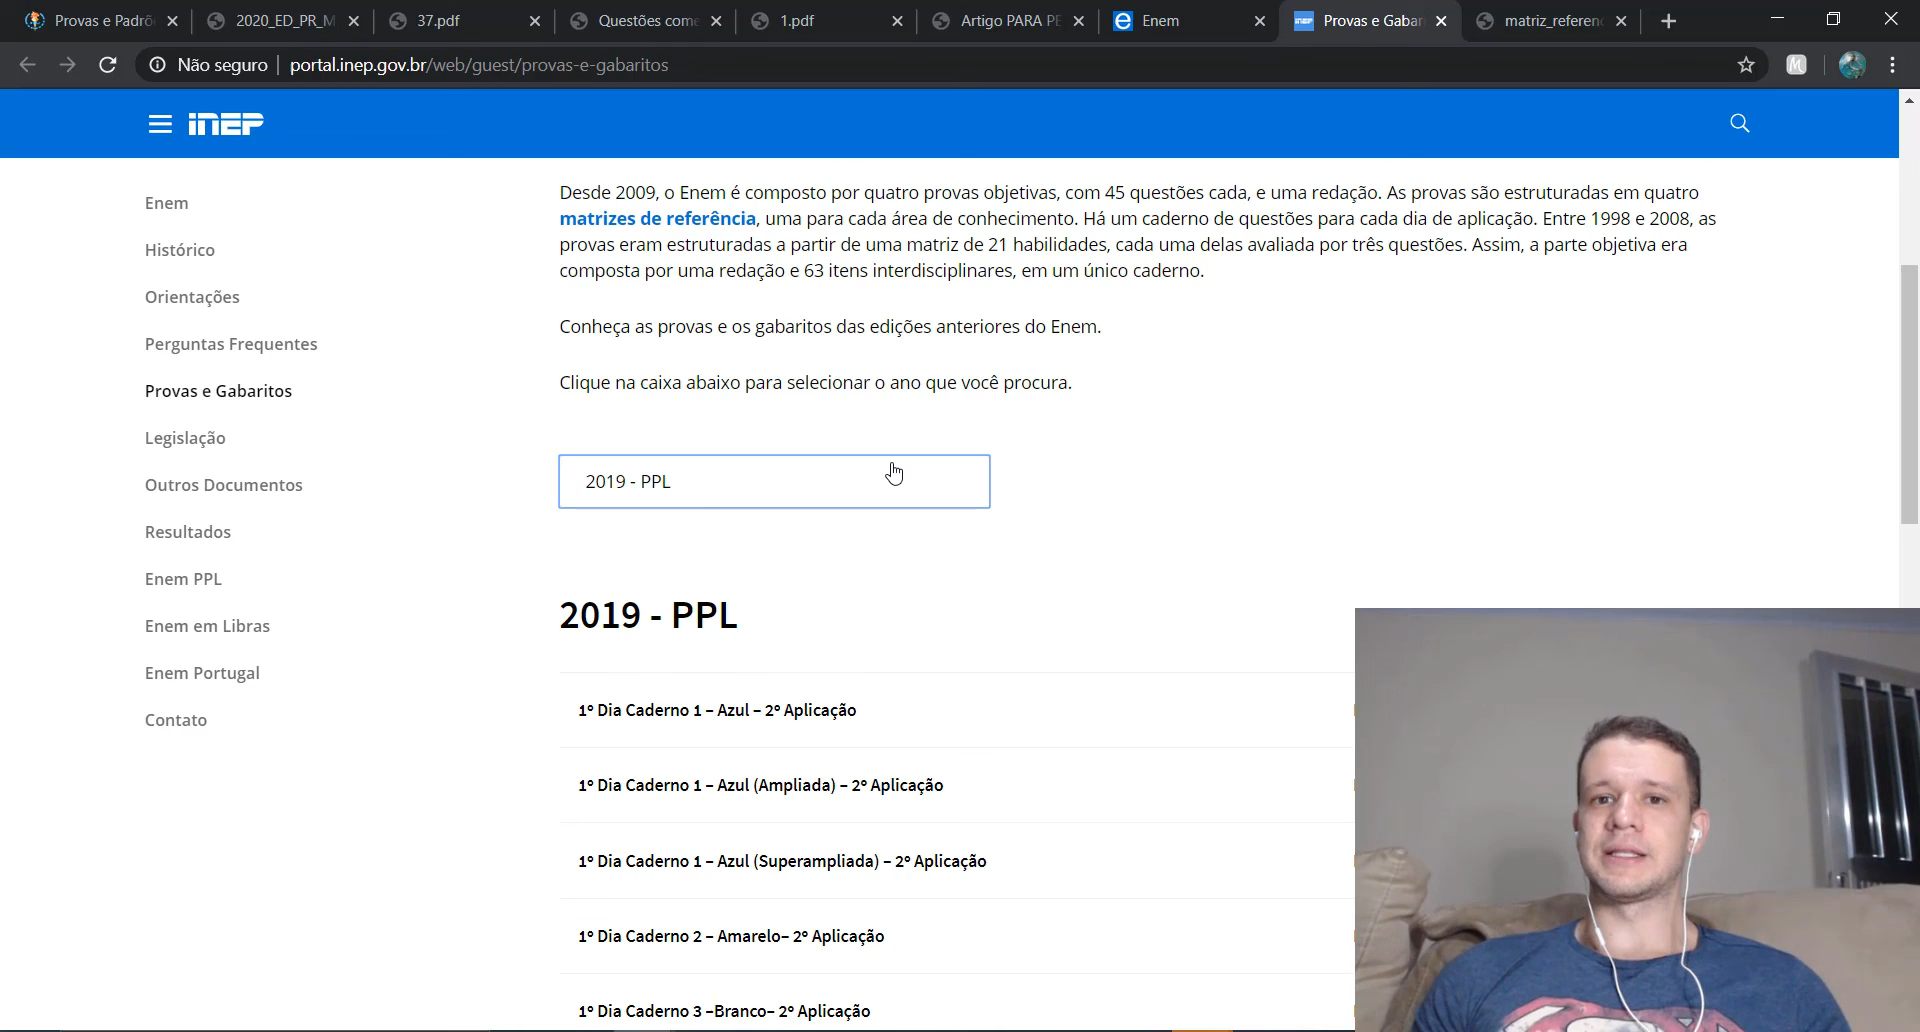 Provas e Padrõ
2020_ED_PR_M
37.pdf
Questões come
1.pdf
Artigo PARA PE
Enem
Provas e Gabar
matriz_referen
Não seguro
portal.inep.gov.br/web/guest/provas-e-gabaritos
M
inep
Enem
Histórico
Orientações
Perguntas Frequentes
Provas e Gabaritos
Legislação
Outros Documentos
Resultados
Enem PPL
Enem em Libras
Enem Portugal
Contato
Desde 2009, o Enem é composto por quatro provas objetivas, com 45 questões cada, e uma redação. As provas são estruturadas em quatro
matrizes de referência, uma para cada área de conhecimento. Há um caderno de questões para cada dia de aplicação. Entre 1998 e 2008, as
provas eram estruturadas a partir de uma matriz de 21 habilidades, cada uma delas avaliada por três questões. Assim, a parte objetiva era
composta por uma redação e 63 itens interdisciplinares, em um único caderno.
Conheça as provas e os gabaritos das edições anteriores do Enem.
Clique na caixa abaixo para selecionar o ano que você procura.
2019 - PPL
2019 - PPL
1º Dia Caderno 1 – Azul – 2º Aplicação
1º Dia Caderno 1 – Azul (Ampliada) – 2º Aplicação
1º Dia Caderno 1 – Azul (Superampliada) – 2º Aplicação
1º Dia Caderno 2 – Amarelo– 2º Aplicação
1º Dia Caderno 3 –Branco– 2º Aplicação